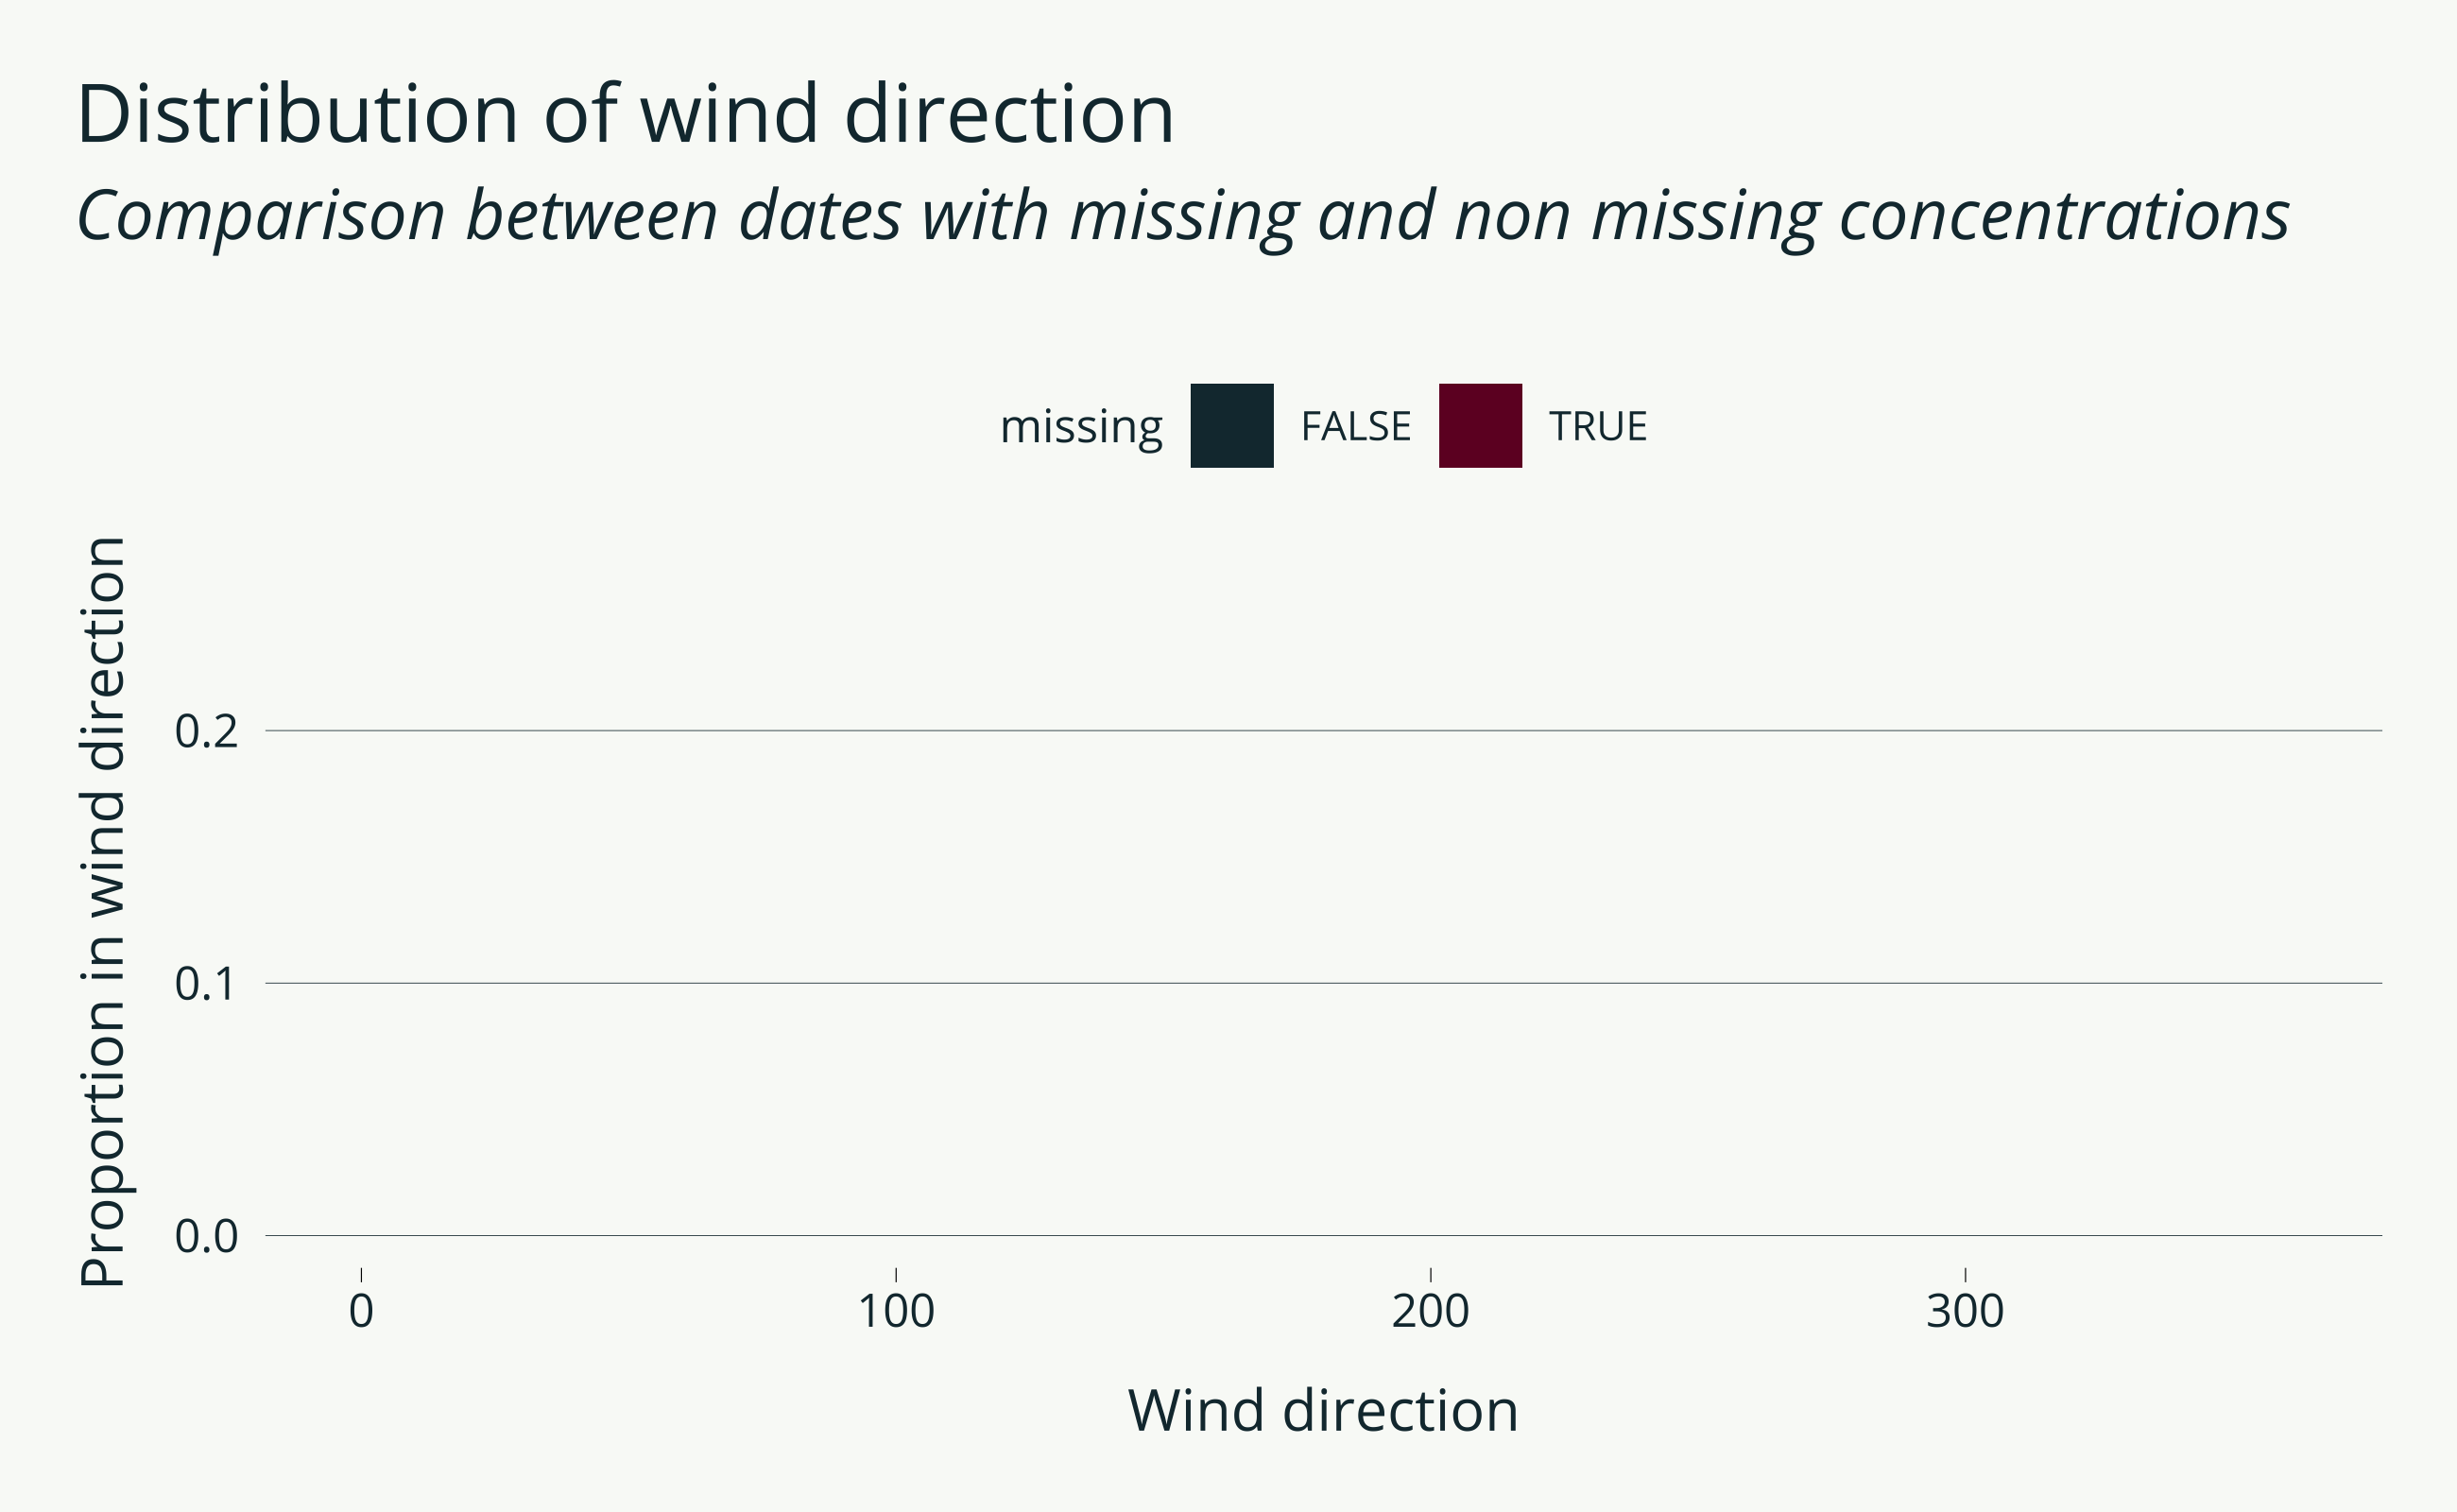 Distribution of wind direction
Comparison between dates with missing and non missing concentrations
missing FALSE TRUE
Proportion in wind direction
0.2
0.1
0.0
0 100 200 300
Wind direction